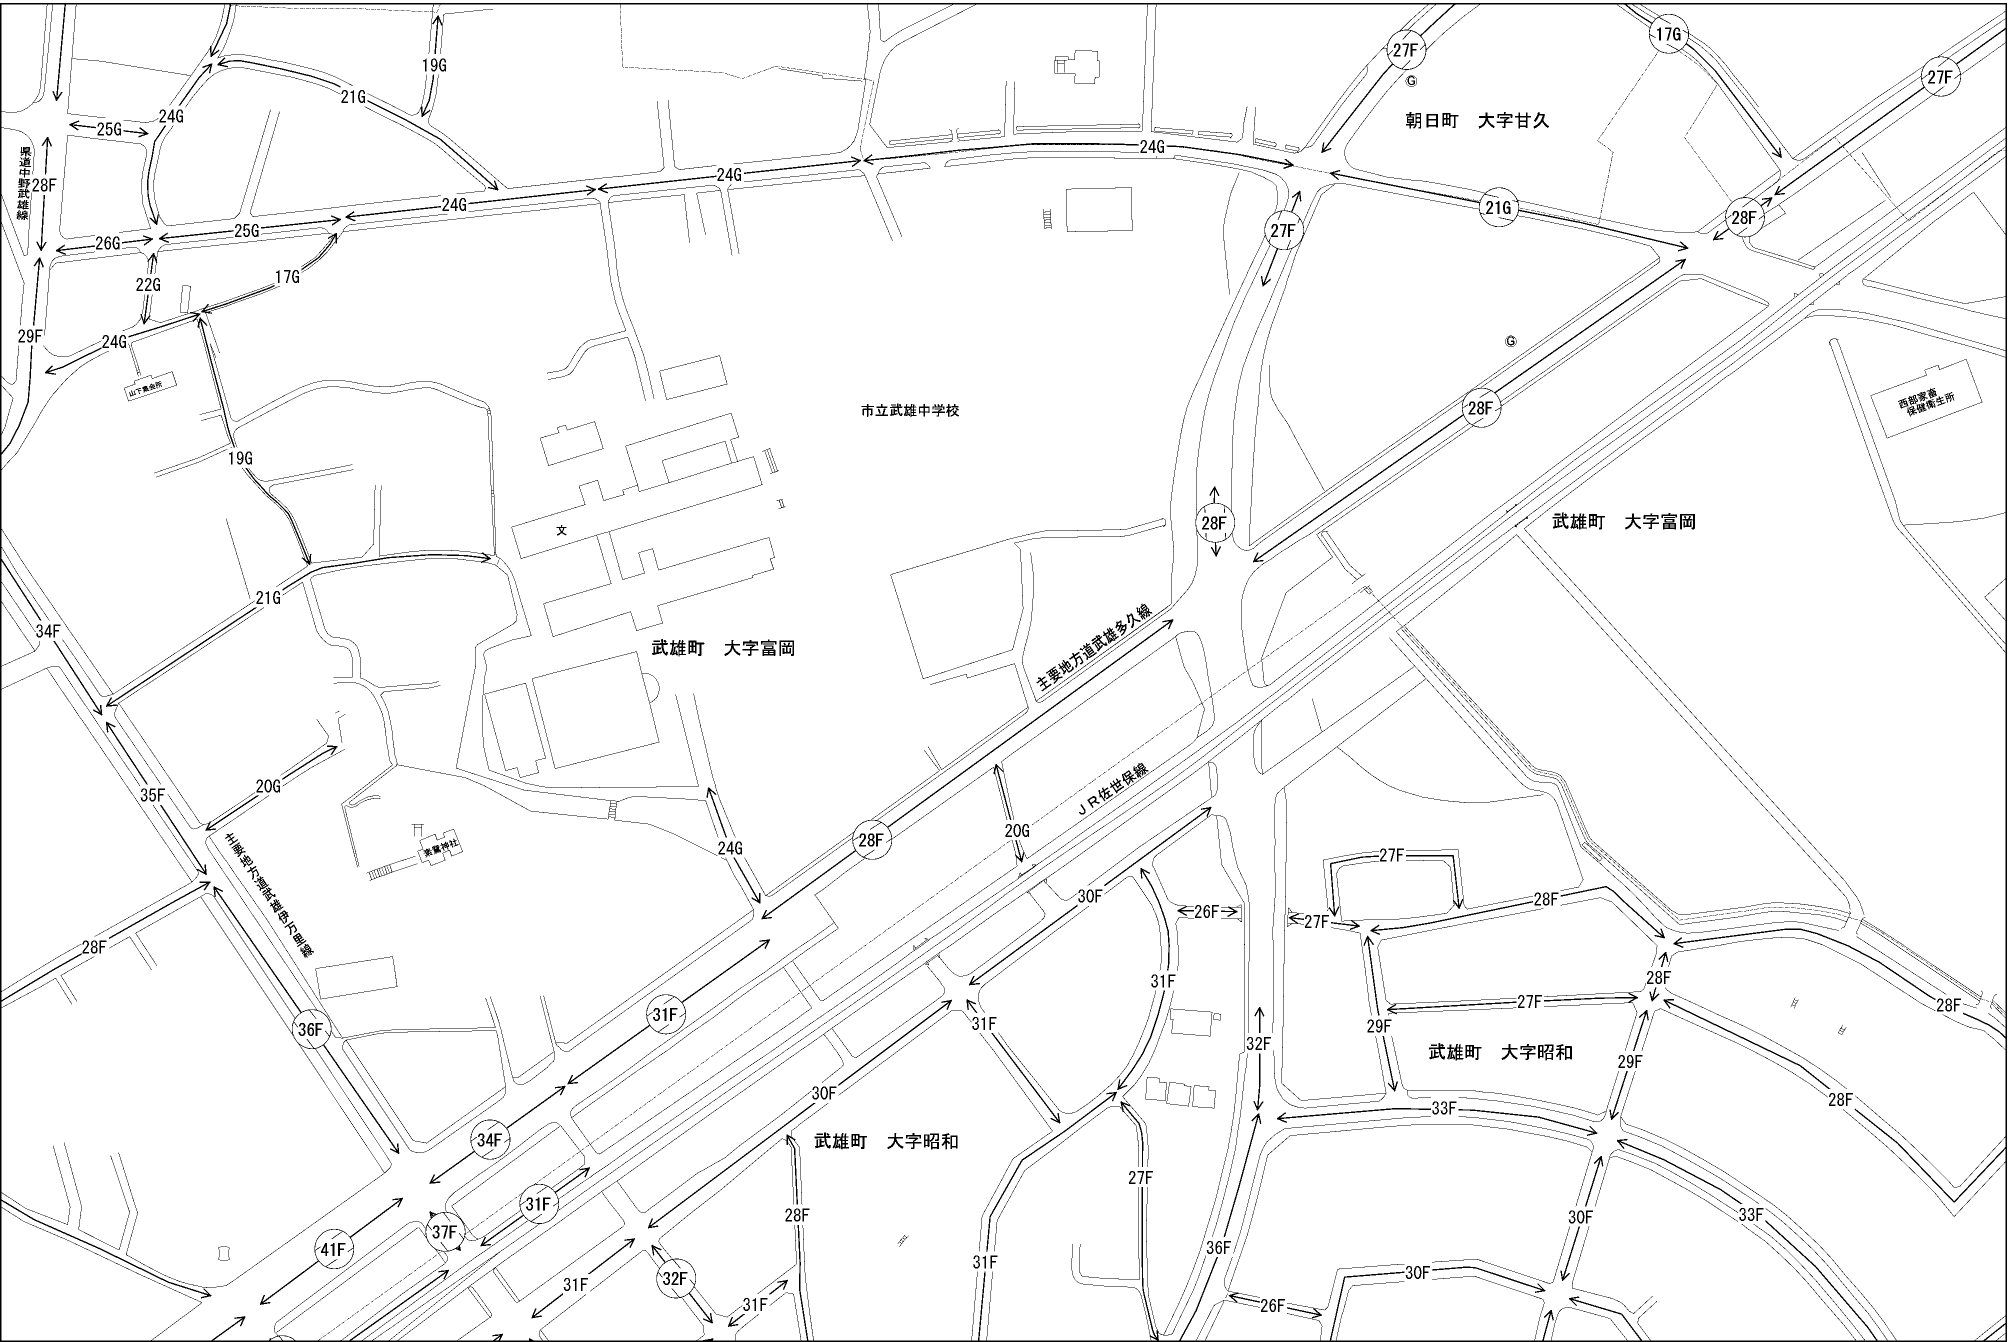 27F
17G
19G
27F
21G
24G
25G
朝日町　大字甘久
24G
県道中野武雄線
28F
24G
24G
25G
26G
21G
28F
27F
17G
22G
29F
24G
山下集会所
28F
市立武雄中学校
西部家畜
保健衛生所
19G
文
28F
武雄町　大字富岡
21G
34F
武雄町　大字富岡
主要地方道武雄多久線
20G
35F
JR佐世保線
20G
28F
24G
主要地方道武雄伊万里線
27F
30F
26F
27F
28F
28F
31F
28F
27F
28F
36F
31F
31F
29F
32F
武雄町　大字昭和
29F
30F
28F
33F
34F
武雄町　大字昭和
27F
31F
28F
30F
33F
37F
41F
36F
31F
32F
31F
30F
31F
26F